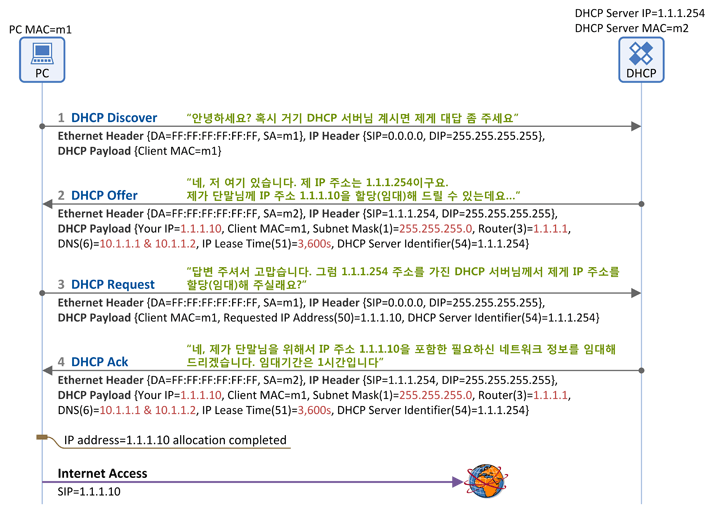 DHCP Server IP=1.1.1.254
PC MAC=m1
DHCP Server MAC=m2
PC
DHCP
1 DHCP Discover
“안녕하세요? 혹시 거기 DHCP 서버님 계시면 제게 대답 좀 주세요”
Ethernet Header {DA=FF:FF:FF:FF:FF:FF, SA=m1}, IP Header {SIP=0.0.0.0, DIP=255.255.255.255},
DHCP Payload {Client MAC=m1}
“네, 저 여기 있습니다. 제 IP 주소는 1.1.1.254이구요.
제가 단말님께 IP 주소 1.1.1.10을 할당(임대)해 드릴 수 있는데요...”
2 DHCP Offer
Ethernet Header {DA=FF:FF:FF:FF:FF:FF, SA=m2}, IP Header {SIP=1.1.1.254, DIP=255.255.255.255},
DHCP Payload {Your IP=1.1.1.10, Client MAC=m1, Subnet Mask(1)=255.255.255.0, Router(3)=1.1.1.1,
DNS(6)=10.1.1.1 & 10.1.1.2, IP Lease Time(51)=3,600s, DHCP Server Identifier(54)=1.1.1.254}
“답변 주셔서 고맙습니다. 그럼 1.1.1.254 주소를 가진 DHCP 서버님께서 제게 IP 주소를
할당(임대)해 주실래요?”
3 DHCP Request
Ethernet Header {DA=FF:FF:FF:FF:FF:FF, SA=m1}, IP Header {SIP=0.0.0.0, DIP=255.255.255.255},
DHCP Payload {Client MAC=m1, Requested IP Address(50)=1.1.1.10, DHCP Server Identifier(54)=1.1.1.254}
“네, 제가 단말님을 위해서 IP 주소 1.1.1.10을 포함한 필요하신 네트워크 정보를 임대해
드리겠습니다. 임대기간은 1시간입니다”
4 DHCP Ack
Ethernet Header {DA=FF:FF:FF:FF:FF:FF, SA=m2}, IP Header {SIP=1.1.1.254, DIP=255.255.255.255},
DHCP Payload {Your IP=1.1.1.10, Client MAC=m1, Subnet Mask(1)=255.255.255.0, Router(3)=1.1.1.1,
DNS(6)=10.1.1.1 & 10.1.1.2, IP Lease Time(51)=3,600s, DHCP Server Identifier(54)=1.1.1.254}
IP address=1.1.1.10 allocation completed
Internet Access
SIP=1.1.1.10